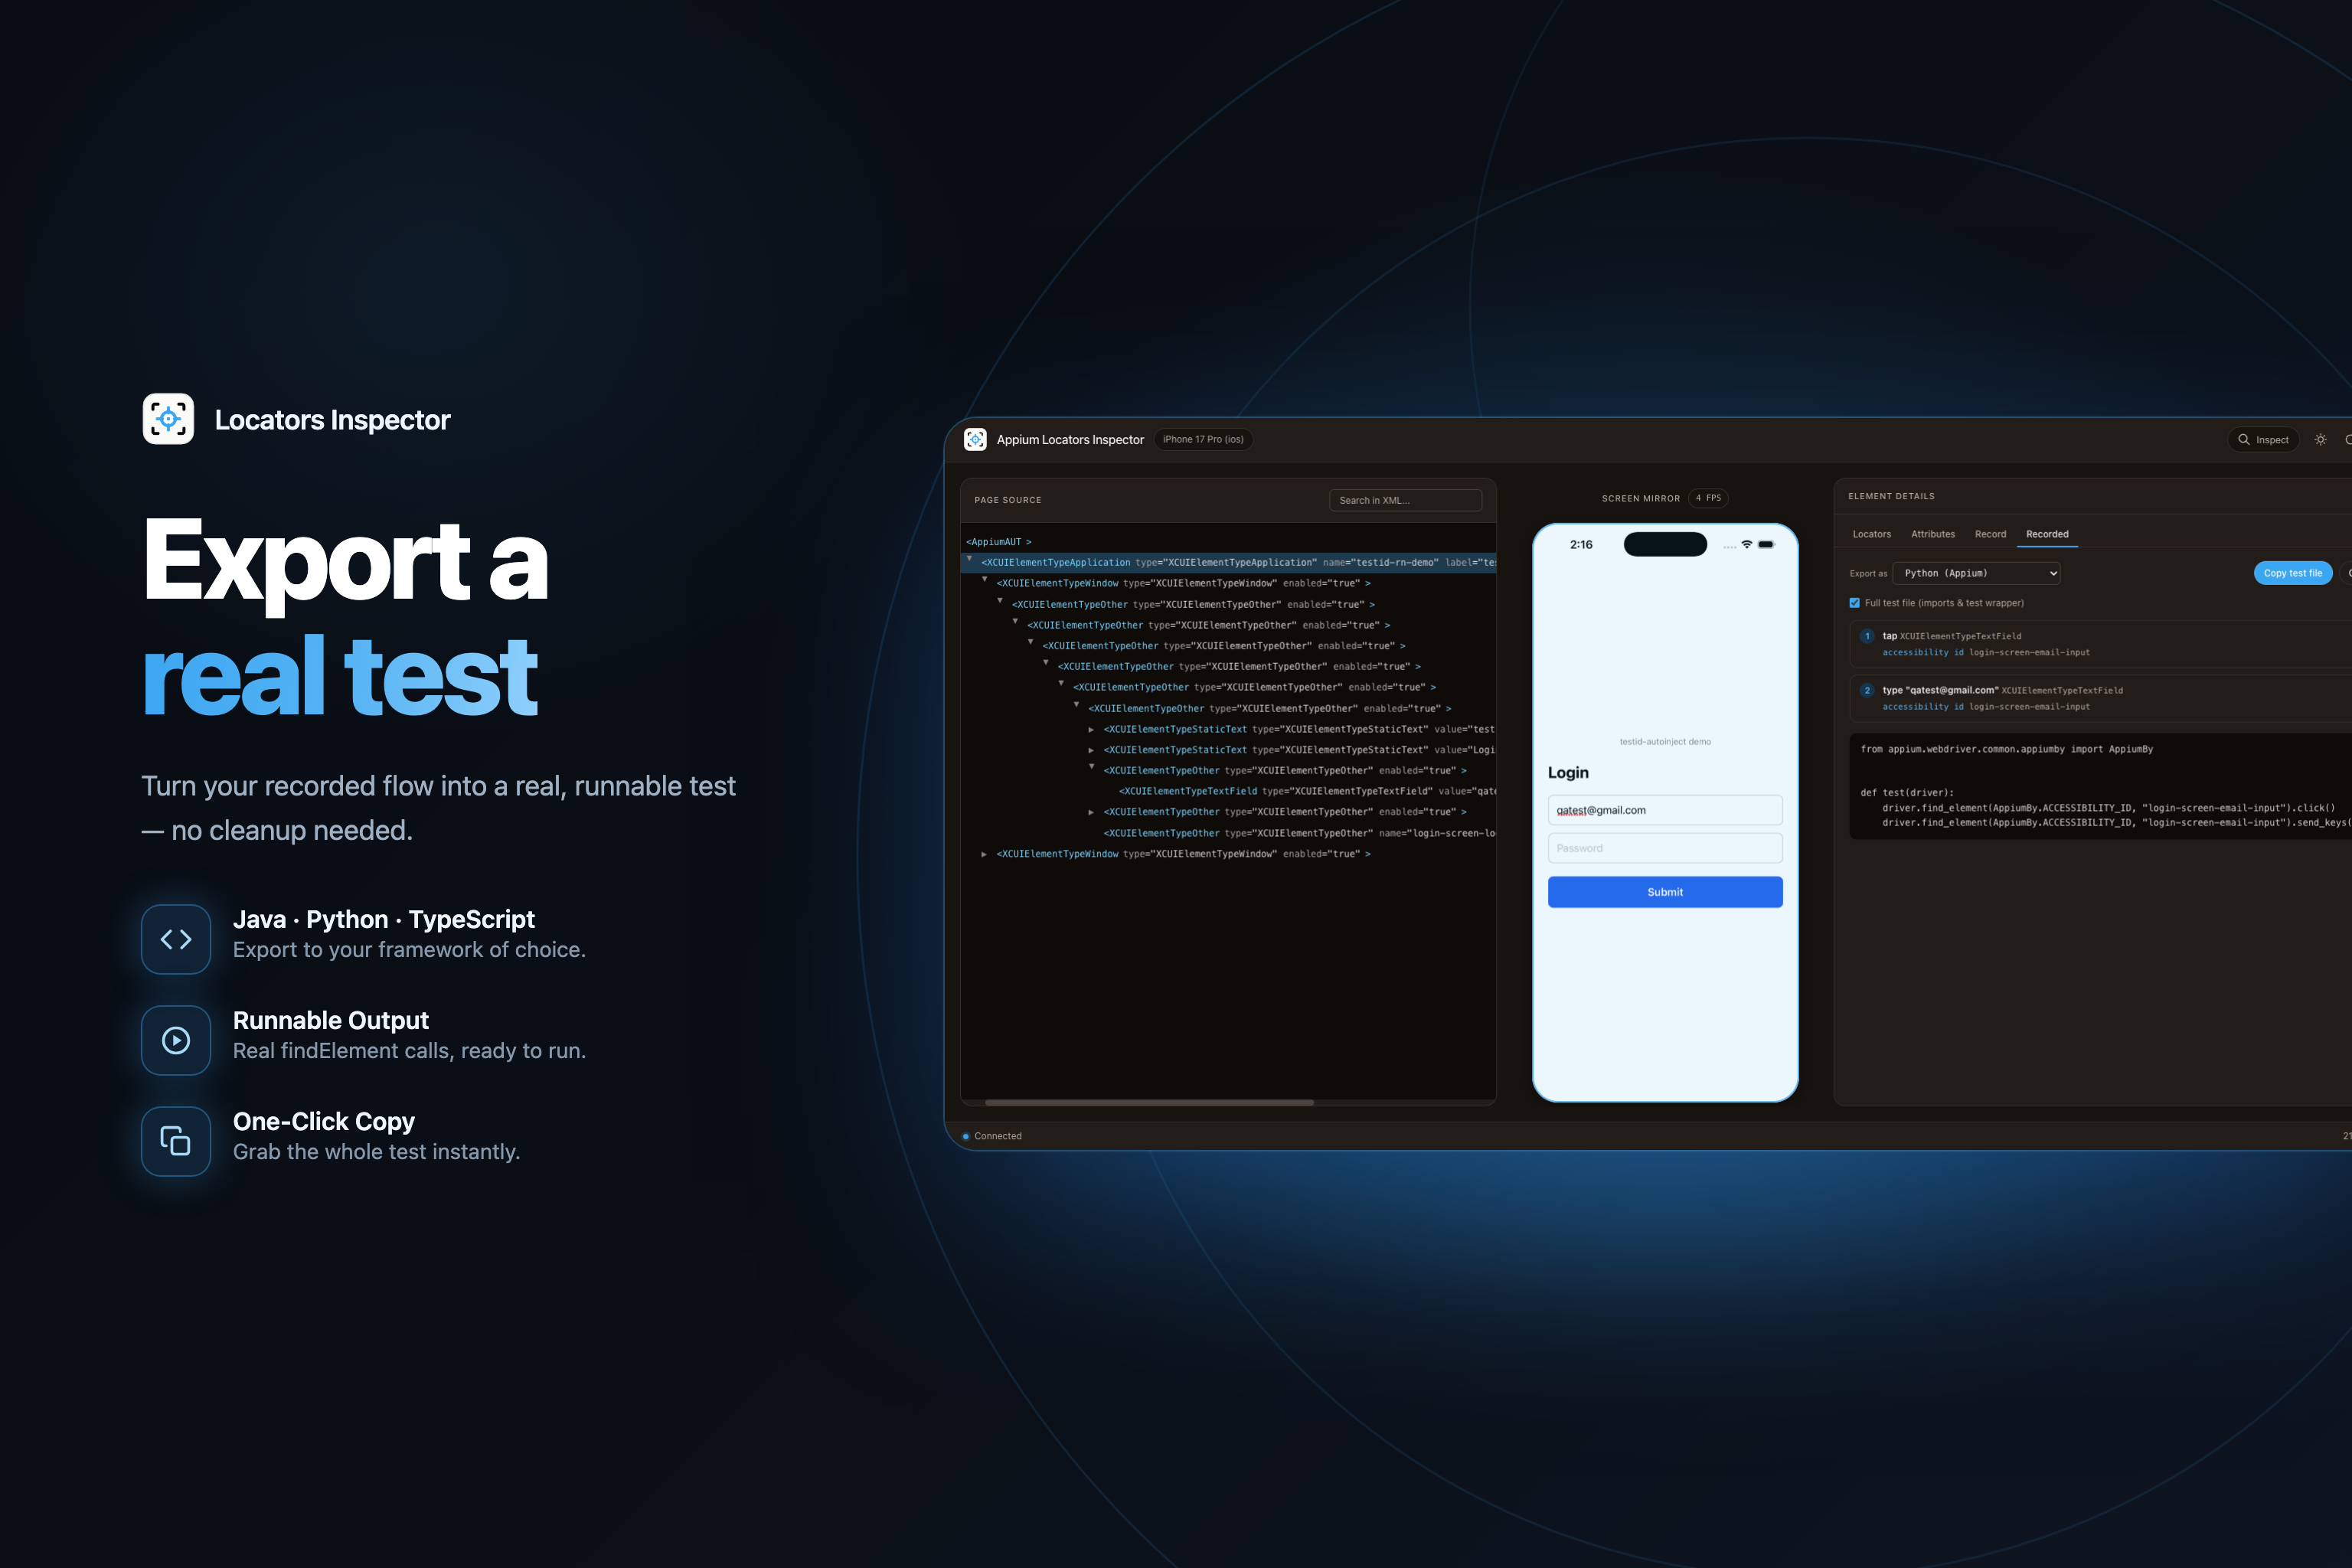 Locators Inspector
Export a
real test
Turn your recorded flow into a real, runnable test
— no cleanup needed.
Java · Python · TypeScript
Export to your framework of choice.
Runnable Output
Real findElement calls, ready to run.
One-Click Copy
Grab the whole test instantly.
Appium Locators Inspector
iPhone 17 Pro (ios)
Inspect
PAGE SOURCE
Search in XML...
<AppiumAUT >
<XCUIElementTypeApplication type="XCUIElementTypeApplication" name="testid-rn-demo" label="tes
<XCUIElementTypeWindow type="XCUIElementTypeWindow" enabled="true" >
<XCUIElementTypeOther type="XCUIElementTypeOther" enabled="true" >
<XCUIElementTypeOther type="XCUIElementTypeOther" enabled="true" >
<XCUIElementTypeOther type="XCUIElementTypeOther" enabled="true" >
<XCUIElementTypeOther type="XCUIElementTypeOther" enabled="true" >
<XCUIElementTypeOther type="XCUIElementTypeOther" enabled="true" >
<XCUIElementTypeOther type="XCUIElementTypeOther" enabled="true" >
<XCUIElementTypeStaticText type="XCUIElementTypeStaticText" value="test
<XCUIElementTypeStaticText type="XCUIElementTypeStaticText" value="Logi
<XCUIElementTypeOther type="XCUIElementTypeOther" enabled="true" >
<XCUIElementTypeTextField type="XCUIElementTypeTextField" value="qate
<XCUIElementTypeOther type="XCUIElementTypeOther" enabled="true" >
<XCUIElementTypeOther type="XCUIElementTypeOther" name="login-screen-lo
<XCUIElementTypeWindow type="XCUIElementTypeWindow" enabled="true" >
SCREEN MIRROR
4 FPS
2:16
testid-autoinject demo
Login
qatest@gmail.com
Password
Submit
ELEMENT DETAILS
Locators Attributes Record Recorded
Export as Python (Appium) Copy test file
Full test file (imports & test wrapper)
1 tap XCUIElementTypeTextField
accessibility id login-screen-email-input
2 type "qatest@gmail.com" XCUIElementTypeTextField
accessibility id login-screen-email-input
from appium.webdriver.common.appiumby import AppiumBy
def test(driver):
driver.find_element(AppiumBy.ACCESSIBILITY_ID, "login-screen-email-input").click()
driver.find_element(AppiumBy.ACCESSIBILITY_ID, "login-screen-email-input").send_keys(
Connected
21